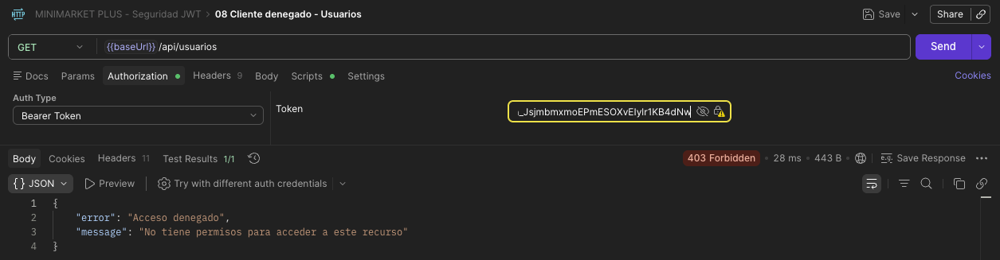 HTTP MINIMARKET PLUS - Seguridad JWT > 08 Cliente denegado - Usuarios Save Share
GET {{baseUrl}}/api/usuarios Send
Docs Params Authorization Headers 9 Body Scripts Settings Cookies
Auth Type
Bearer Token
Token _JsjmbmxmoEPmESOXvEIyIr1KB4dNw
Body Cookies Headers 11 Test Results 1/1 403 Forbidden 28 ms 443 B e.g. Save Response
{} JSON Preview Try with different auth credentials
1 {
2 "error": "Acceso denegado",
3 "message": "No tiene permisos para acceder a este recurso"
4 }